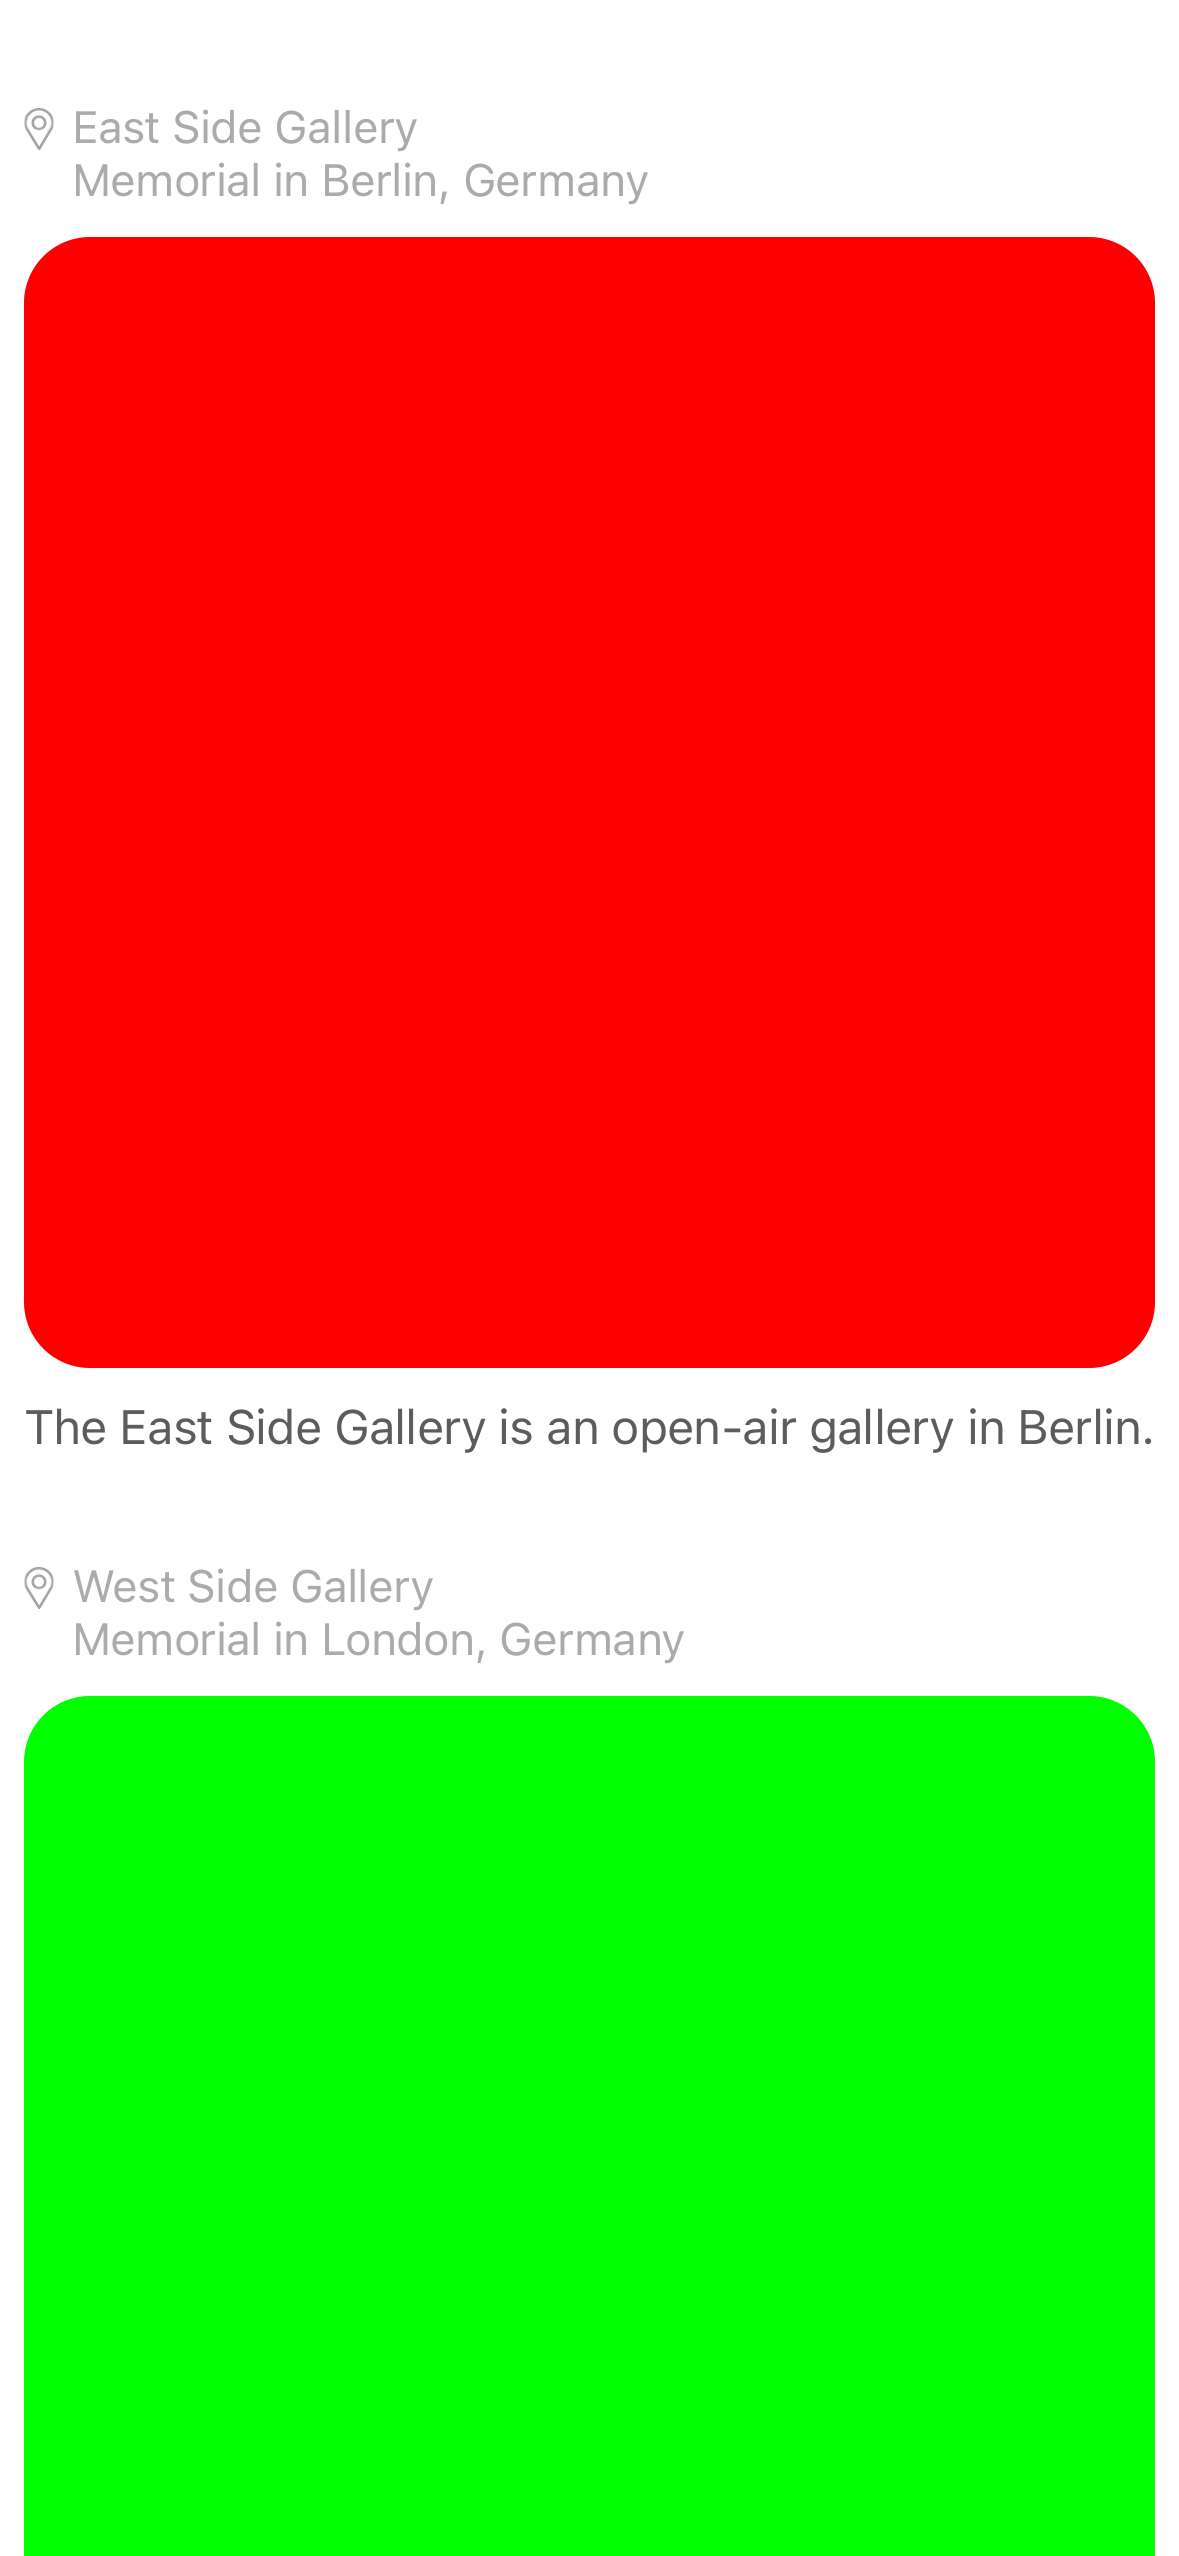 East Side Gallery
Memorial in Berlin, Germany
The East Side Gallery is an open-air gallery in Berlin.
West Side Gallery
Memorial in London, Germany